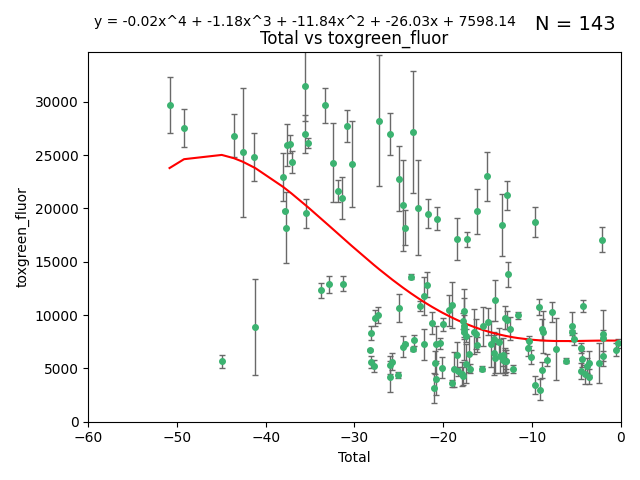 y = -0.02x^4 + -1.18x^3 + -11.84x^2 + -26.03x + 7598.14
N = 143
Total vs toxgreen_fluor
toxgreen_fluor
30000
25000
20000
15000
10000
5000
0
−60
−50
−40
−30
−20
−10
0
Total